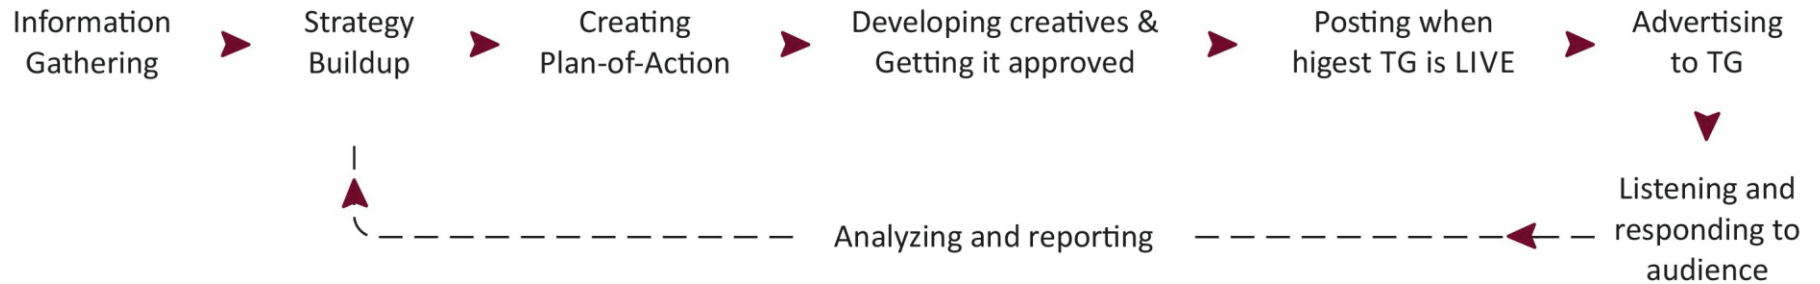 Information
Gathering
Strategy
Buildup
Creating
Plan-of-Action
Developing creatives &
Getting it approved
Posting when
higest TG is LIVE
Advertising
to TG
Listening and
responding to
audience
Analyzing and reporting